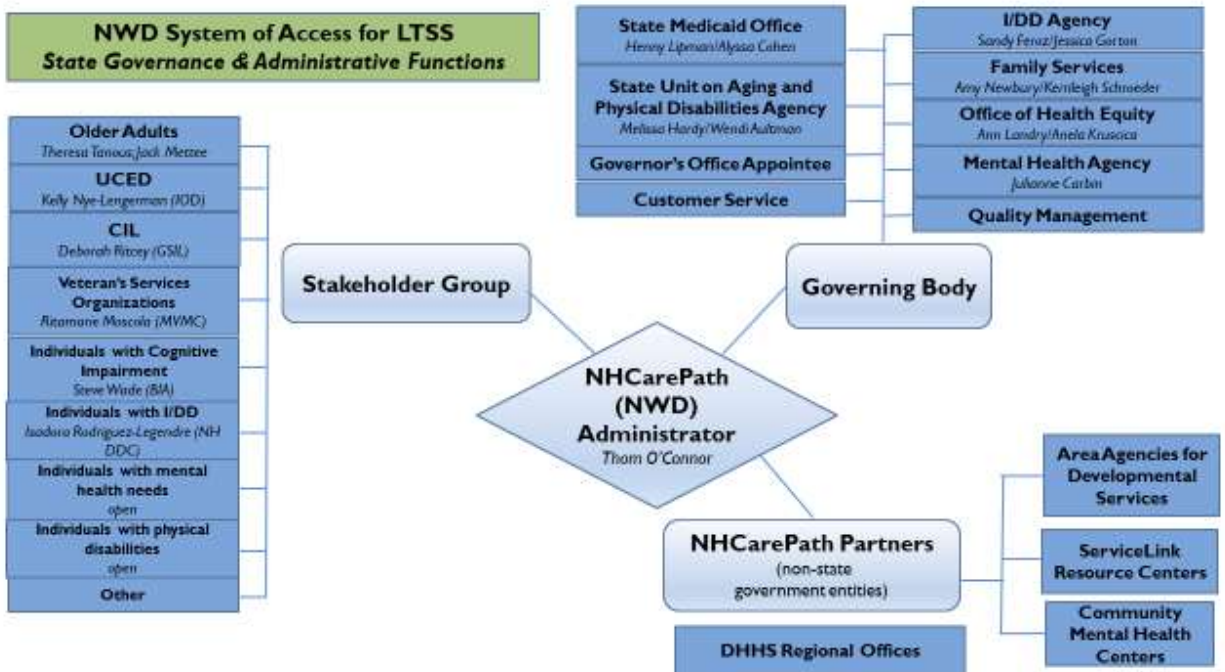 NWD System of Access for LTSS
State Governance & Administrative Functions
Older Adults
Theresa Tanous;Jack Mettee
UCED
Kelly Nye-Lengerman (IOD)
CIL
Deborah Ritcey (GSIL)
Veteran's Services
Organizations
(MVMC)
Individuals with Cognitive
Impairment
Steve Wade (BIA)
Individuals with I/DD
Isadora Rodriguez-Legendre (NH
DDC)
Individuals with mental
health needs
open
Individuals with physical
disabilities
open
Other
Stakeholder Group
State Medicaid Office
Henry Lipman/Alyssa Cohen
State Unit on Aging and
Physical Disabilities Agency
Melissa Hardy/Wendi Aultman
Governor's Office Appointee
Customer Service
I/DD Agency
Sandy Feroz/Jessica Gorton
Family Services
Amy Newbury/Kernleigh Schroeder
Office of Health Equity
Ann Landry/Anela Kruscica
Mental Health Agency
Julianne Carbin
Quality Management
Governing Body
NHCarePath
(NWD)
Administrator
Thom O'Connor
NHCarePath Partners
(non-state
government entities)
DHHS Regional Offices
Area Agencies for
Developmental
Services
ServiceLink
Resource Centers
Community
Mental Health
Centers